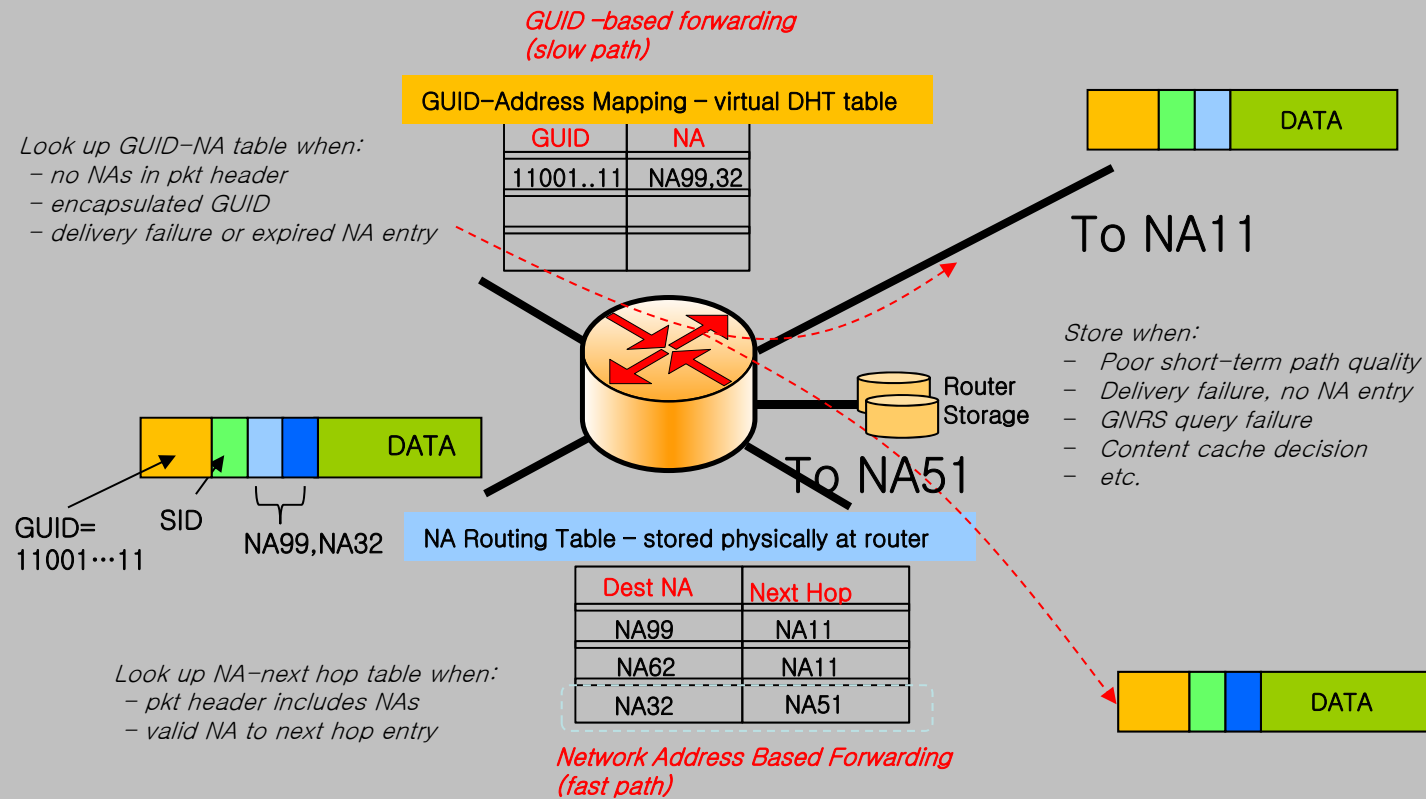 GUID –based forwarding
(slow path)
GUID–Address Mapping – virtual DHT table
GUID NA
11001..11 NA99,32
Look up GUID–NA table when:
– no NAs in pkt header
– encapsulated GUID
– delivery failure or expired NA entry
DATA
To NA11
Store when:
– Poor short–term path quality
– Delivery failure, no NA entry
– GNRS query failure
– Content cache decision
– etc.
Router
Storage
To NA51
DATA
GUID=
11001…11
SID
NA99,NA32
NA Routing Table – stored physically at router
Dest NA Next Hop
NA99 NA11
NA62 NA11
NA32 NA51
Look up NA–next hop table when:
– pkt header includes NAs
– valid NA to next hop entry
DATA
Network Address Based Forwarding
(fast path)